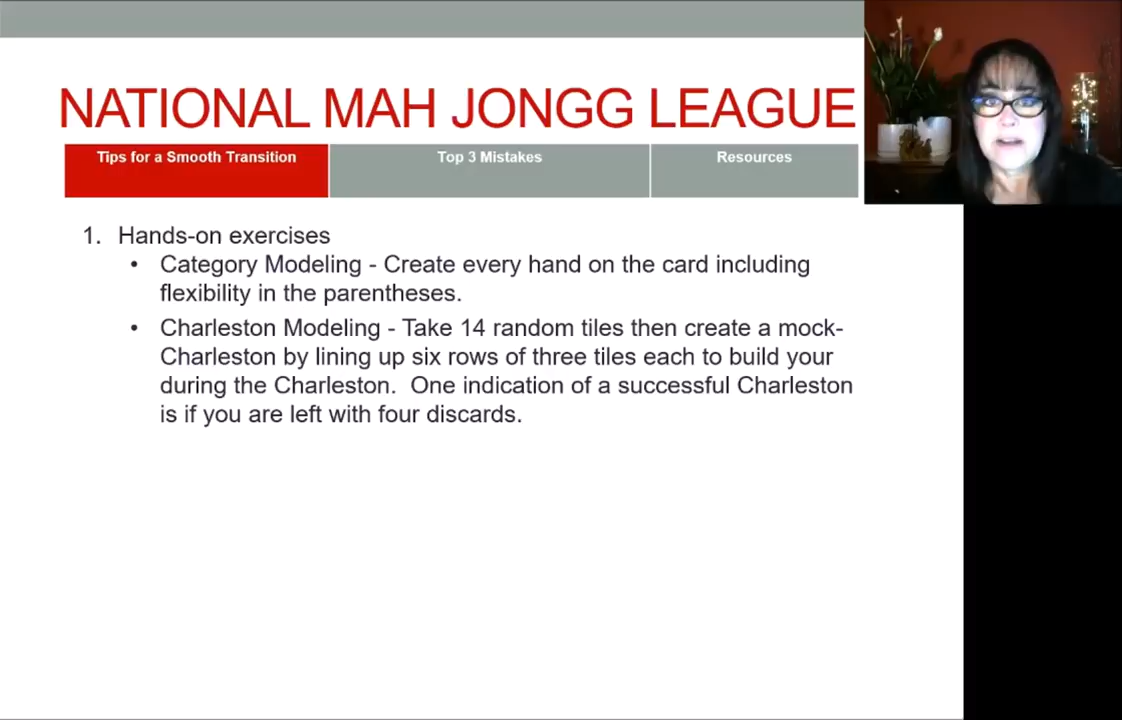 NATIONAL MAH JONGG LEAGUE
Tips for a Smooth Transition
Top 3 Mistakes
Resources
1. Hands-on exercises
• Category Modeling - Create every hand on the card including
flexibility in the parentheses.
• Charleston Modeling - Take 14 random tiles then create a mock-
Charleston by lining up six rows of three tiles each to build your
during the Charleston. One indication of a successful Charleston
is if you are left with four discards.